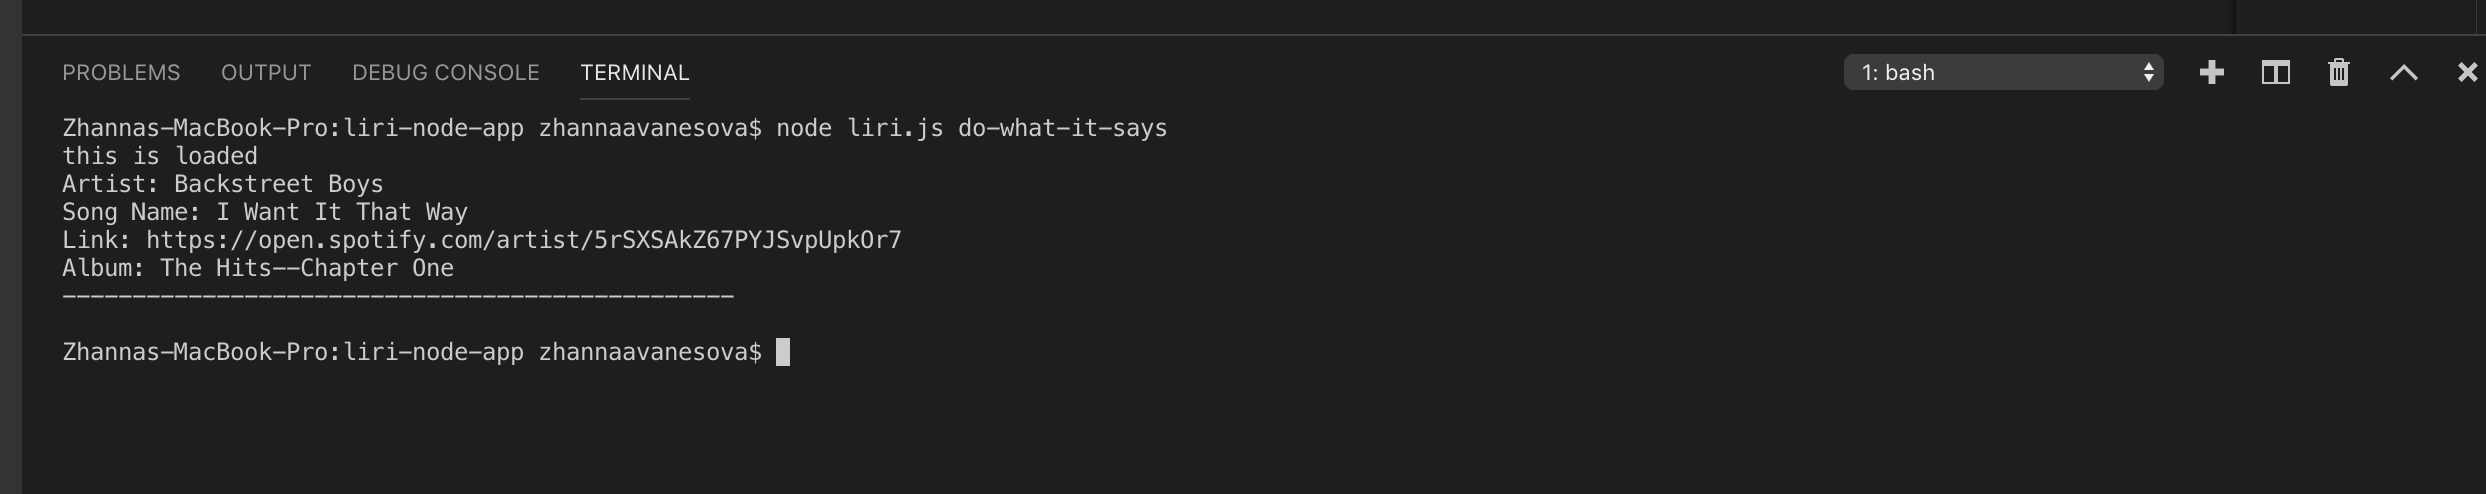 PROBLEMS OUTPUT DEBUG CONSOLE TERMINAL 1: bash
Zhannas-MacBook-Pro:liri-node-app zhannaavanesova$ node liri.js do-what-it-says
this is loaded
Artist: Backstreet Boys
Song Name: I Want It That Way
Link: https://open.spotify.com/artist/5rSXSAkZ67PYJSvpUpkOr7
Album: The Hits--Chapter One
------------------------------------------------
Zhannas-MacBook-Pro:liri-node-app zhannaavanesova$